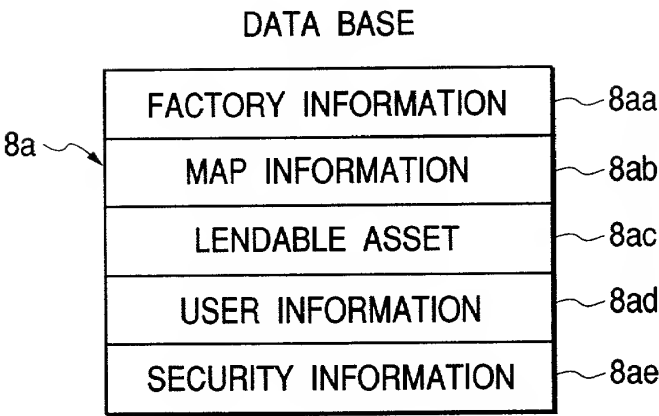 DATA BASE
8a
FACTORY INFORMATION 8aa
MAP INFORMATION 8ab
LENDABLE ASSET 8ac
USER INFORMATION 8ad
SECURITY INFORMATION 8ae